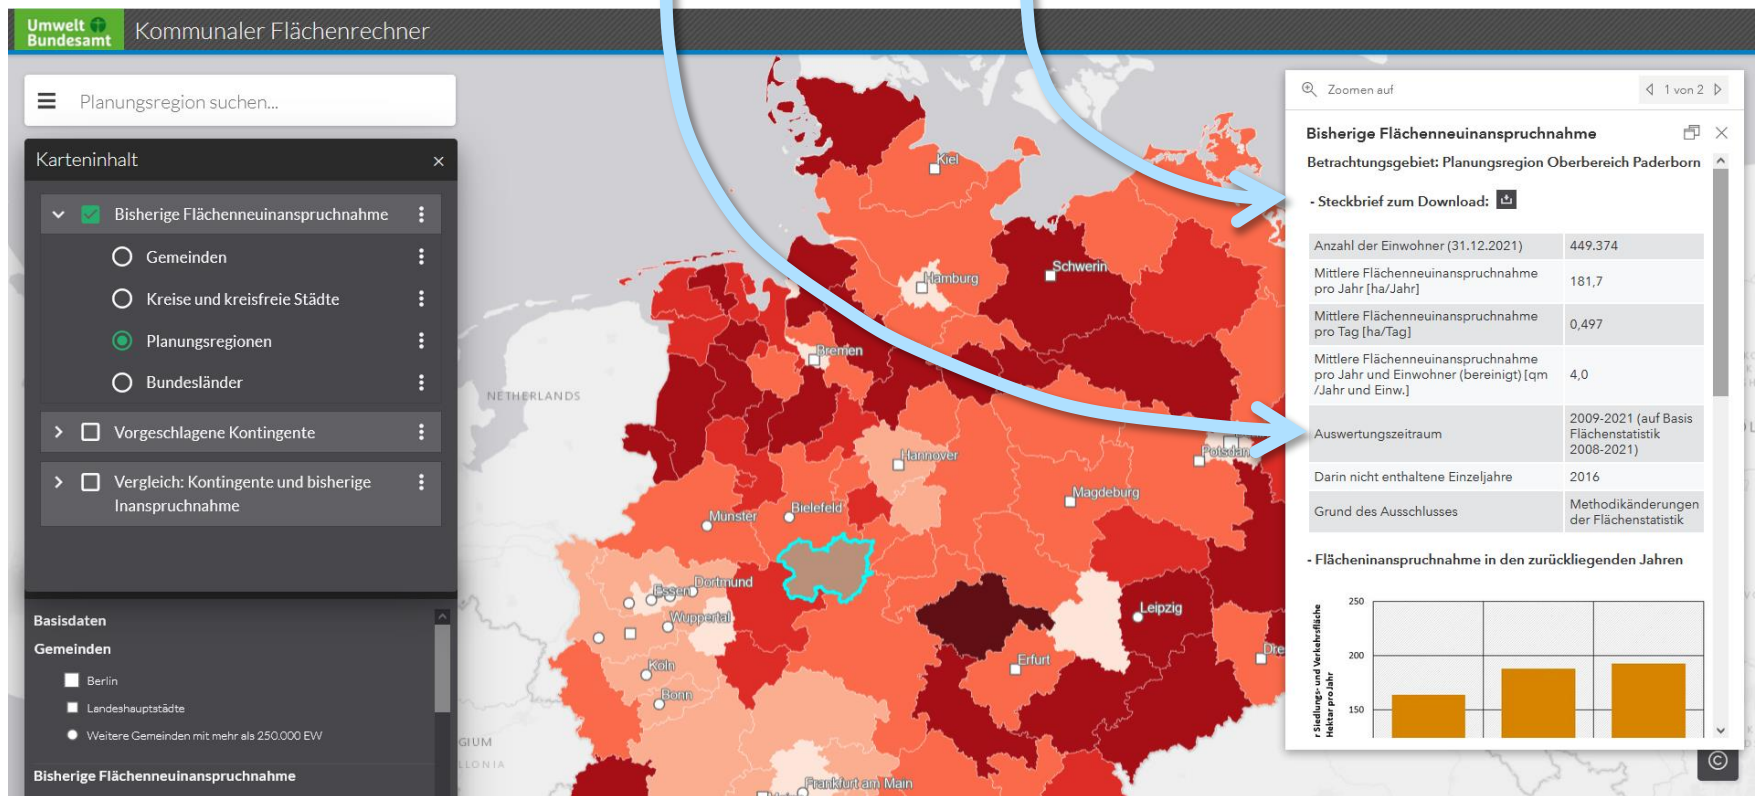 Umwelt
Bundesamt
Kommunaler Flächenrechner
Planungsregion suchen...
Karteninhalt
×
Bisherige Flächenneuinanspruchnahme
Gemeinden
Kreise und kreisfreie Städte
Planungsregionen
Bundesländer
Vorgeschlagene Kontingente
Vergleich: Kontingente und bisherige
Inanspruchnahme
Basisdaten
Gemeinden
Berlin
Landeshauptstädte
Weitere Gemeinden mit mehr als 250.000 EW
Bisherige Flächenneuinanspruchnahme
Kiel
Schwerin
Hamburg
Bremen
NETHERLANDS
Hannover
Potsdam
Magdeburg
Münster
Bielefeld
Dortmund
Essen
Wuppertal
Leipzig
Köln
Erfurt
Bonn
Dre
GIUM
LLONIA
Frankfurt am Main
Zoomen auf
1 von 2
Bisherige Flächenneuinanspruchnahme
Betrachtungsgebiet: Planungsregion Oberbereich Paderborn
- Steckbrief zum Download:
Anzahl der Einwohner (31.12.2021) 449.374
Mittlere Flächenneuinanspruchnahme
pro Jahr [ha/Jahr] 181,7
Mittlere Flächenneuinanspruchnahme
pro Tag [ha/Tag] 0,497
Mittlere Flächenneuinanspruchnahme
pro Jahr und Einwohner (bereinigt) [qm
/Jahr und Einw.] 4,0
Auswertungszeitraum 2009-2021 (auf Basis
Flächenstatistik
2008-2021)
Darin nicht enthaltene Einzeljahre 2016
Grund des Ausschlusses Methodikänderungen
der Flächenstatistik
- Flächeninanspruchnahme in den zurückliegenden Jahren
250
200
150
r Siedlungs- und Verkehrsfläche
Hektar pro Jahr
©